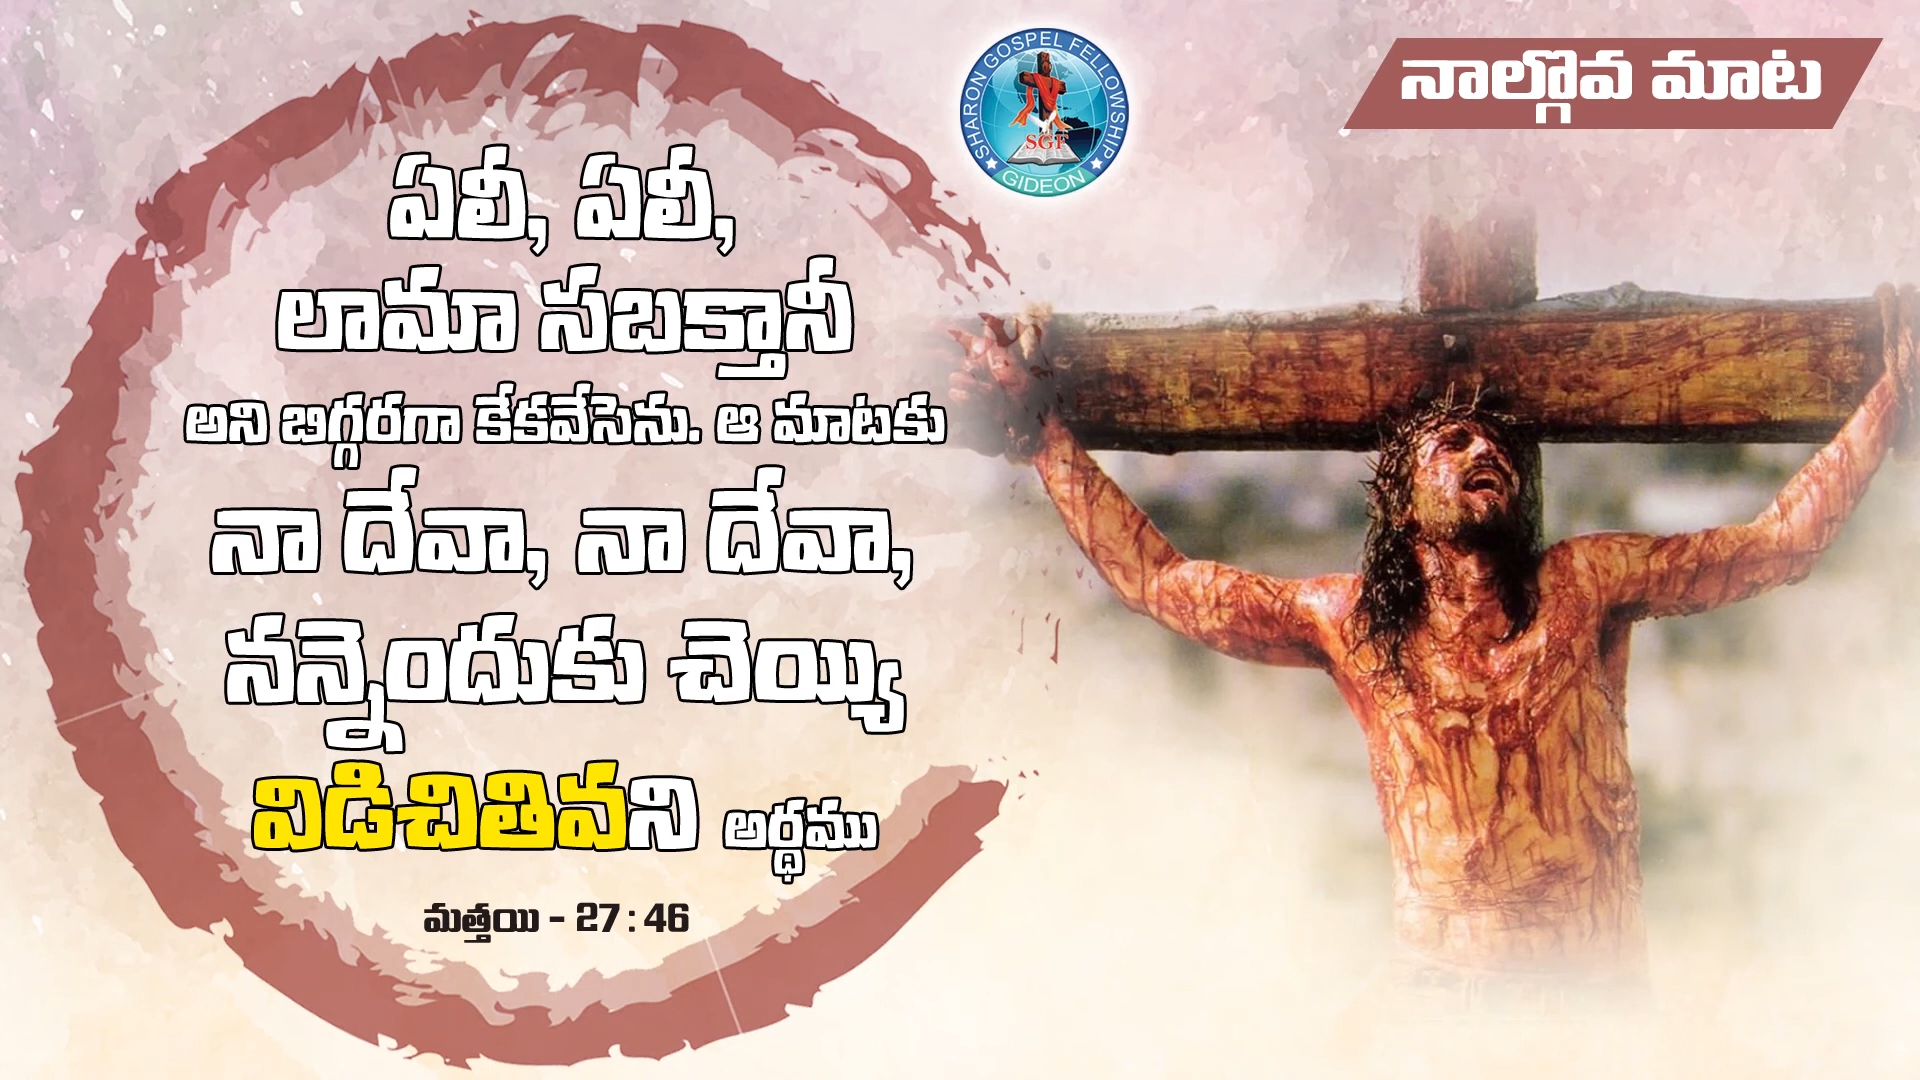 SHARON GOSPEL FELLOWSHIP
SGF
GIDEON
నాల్గొవ మాట
ఏలీ, ఏలీ,
లామా సబక్తానీ
అని బిగ్గరగా కేకవేసెను. ఆ మాటకు
నా దేవా, నా దేవా,
నన్నెందుకు చెయ్యి
విడిచితివని అర్థము
మత్తయి - 27 : 46